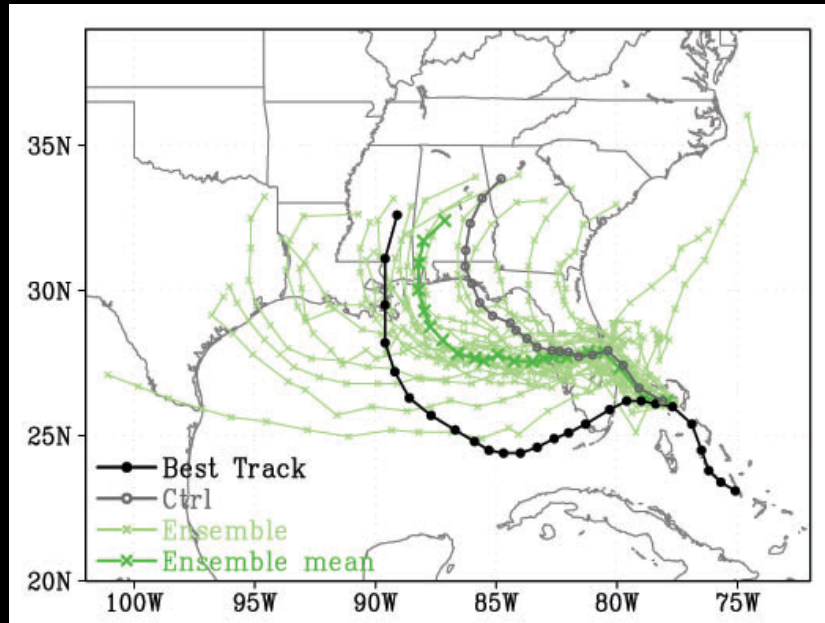 35N
30N
25N
20N
Best Track
Ctrl
Ensemble
Ensemble mean
100W 95W 90W 85W 80W 75W